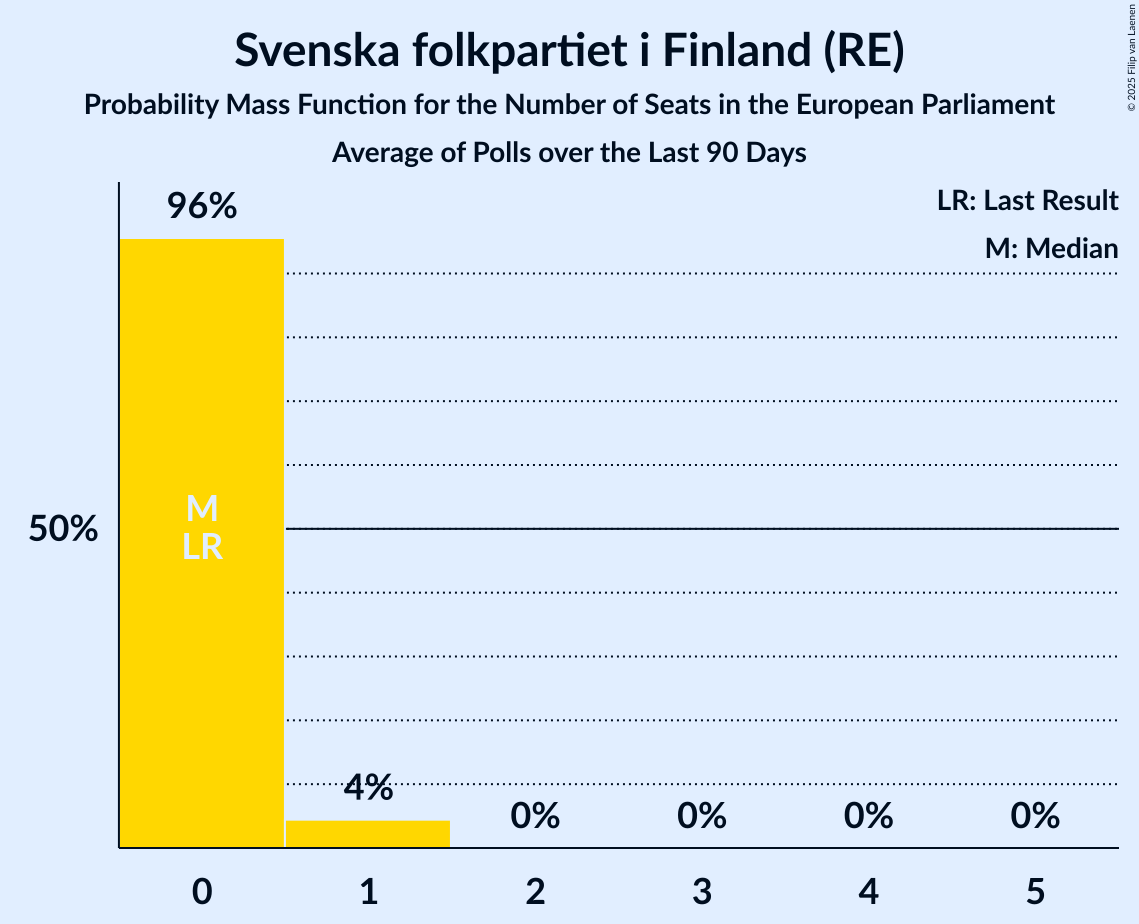 Svenska folkpartiet i Finland (RE)
Probability Mass Function for the Number of Seats in the European Parliament
Average of Polls over the Last 90 Days
© 2025 Filip van Laenen
LR: Last Result
M: Median
96%
50%
M
LR
4%
0%
0%
0%
0%
0
1
2
3
4
5